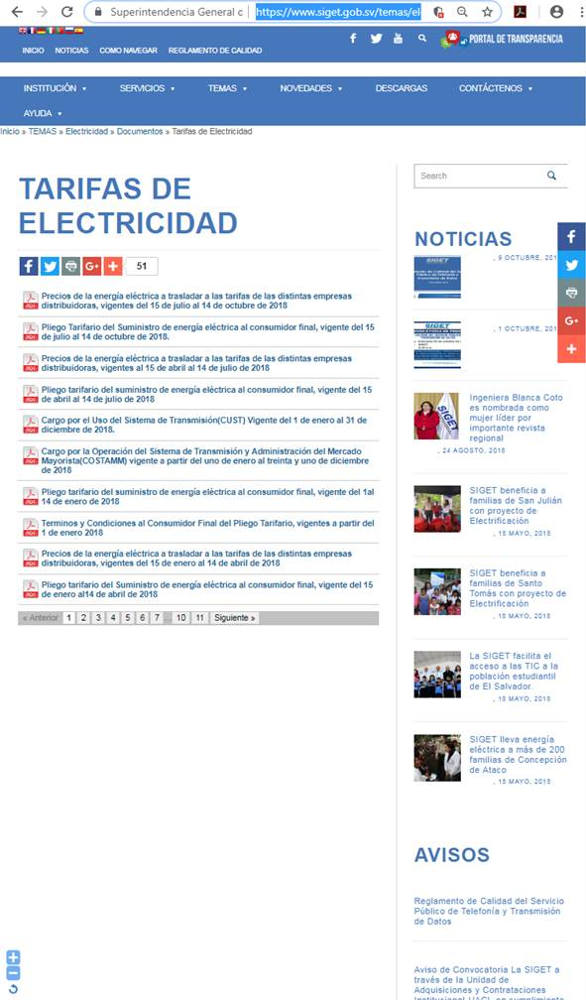 Superintendencia General c
https://www.siget.gob.sv/temas/el
INICIO NOTICIAS COMO NAVEGAR REGLAMENTO DE CALIDAD
PORTAL DE TRANSPARENCIA
INSTITUCIÓN SERVICIOS TEMAS NOVEDADES DESCARGAS CONTÁCTENOS
AYUDA
Inicio » TEMAS » Electricidad » Documentos » Tarifas de Electricidad
TARIFAS DE
ELECTRICIDAD
51
Precios de la energía eléctrica a trasladar a las tarifas de las distintas empresas
distribuidoras, vigentes del 15 de julio al 14 de octubre de 2018
Pliego Tarifario del Suministro de energía eléctrica al consumidor final, vigente del 15
de julio al 14 de octubre de 2018.
Precios de la energía eléctrica a trasladar a las tarifas de las distintas empresas
distribuidoras, vigentes al 15 de abril al 14 de julio de 2018
Pliego tarifario del suministro de energía eléctrica al consumidor final, vigente del 15
de abril al 14 de julio de 2018
Cargo por el Uso del Sistema de Transmisión(CUST) Vigente del 1 de enero al 31 de
diciembre de 2018.
Cargo por la Operación del Sistema de Transmisión y Administración del Mercado
Mayorista(COSTAMM) vigente a partir del uno de enero al treinta y uno de diciembre
de 2018
Pliego tarifario del suministro de energía eléctrica al consumidor final, vigente del 1al
14 de enero de 2018
Terminos y Condiciones al Consumidor Final del Pliego Tarifario, vigentes a partir del
1 de enero 2018
Precios de la energía eléctrica a trasladar a las tarifas de las distintas empresas
distribuidoras, vigentes del 15 de enero al 14 de abril de 2018
Pliego tarifario del Suministro de energía eléctrica al consumidor final, vigente del 15
de enero al14 de abril de 2018
« Anterior 1 2 3 4 5 6 7 ... 10 11 Siguiente »
Search
NOTICIAS
SIGET
, 9 OCTUBRE, 201
SIGET
, 1 OCTUBRE, 201
SIGET
Ingeniera Blanca Coto
es nombrada como
mujer líder por
importante revista
regional
, 24 AGOSTO, 2018
SIGET beneficia a
familias de San Julián
con proyecto de
Electrificación
, 18 MAYO, 2018
SIGET beneficia a
familias de Santo
Tomás con proyecto de
Electrificación
, 18 MAYO, 2018
La SIGET facilita el
acceso a las TIC a la
población estudiantil
de El Salvador.
, 18 MAYO, 2018
SIGET lleva energía
eléctrica a más de 200
familias de Concepción
de Ataco
, 18 MAYO, 2018
AVISOS
Reglamento de Calidad del Servicio
Público de Telefonía y Transmisión
de Datos
Aviso de Convocatoria La SIGET a
través de la Unidad de
Adquisiciones y Contrataciones